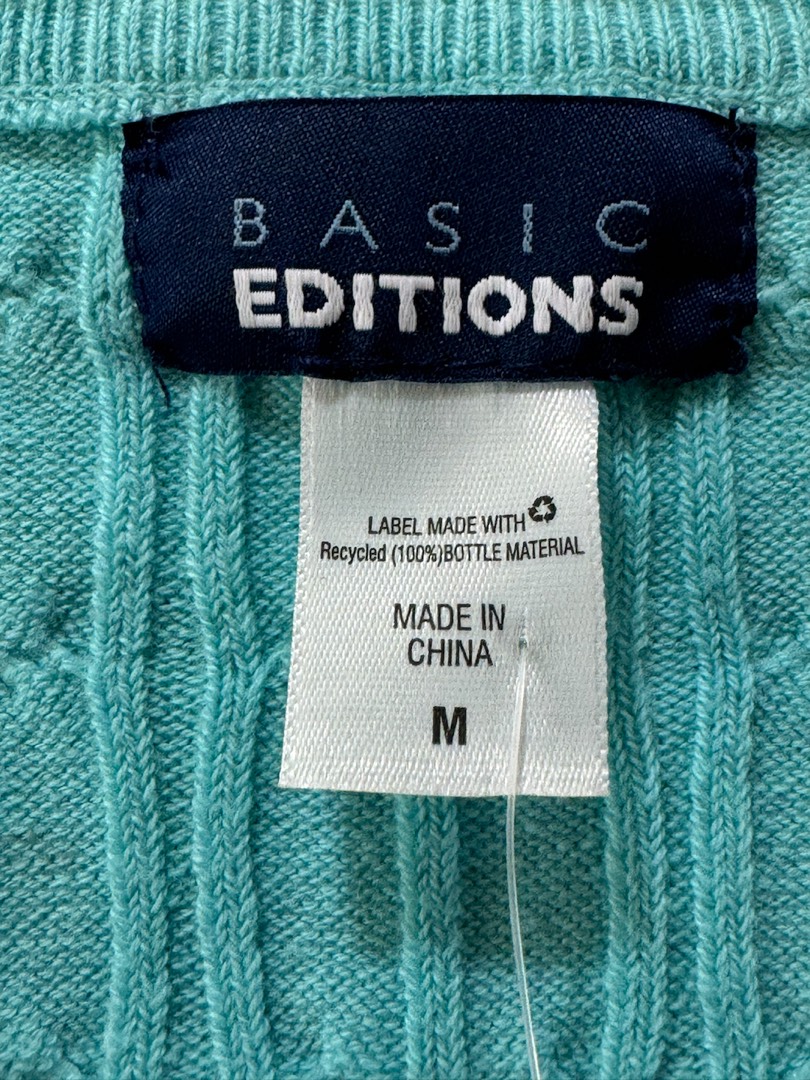 BASIC
EDITIONS
LABEL MADE WITH
Recycled (100%)BOTTLE MATERIAL
MADE IN
CHINA
M